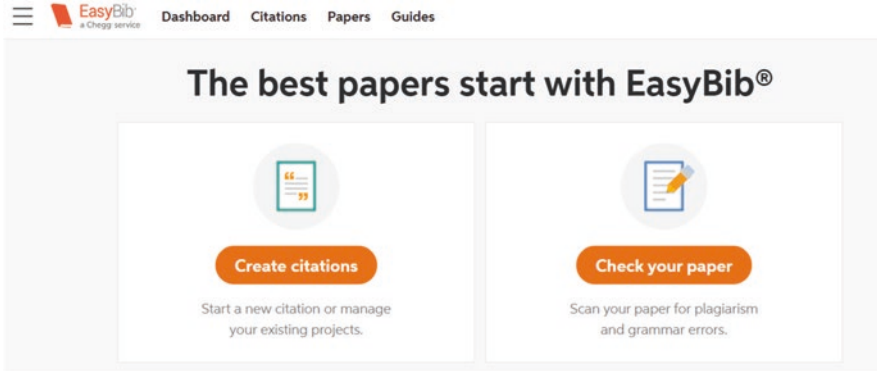 EasyBib®
a Chegg service
Dashboard Citations Papers Guides
The best papers start with EasyBib®
Create citations
Start a new citation or manage
your existing projects.
Check your paper
Scan your paper for plagiarism
and grammar errors.